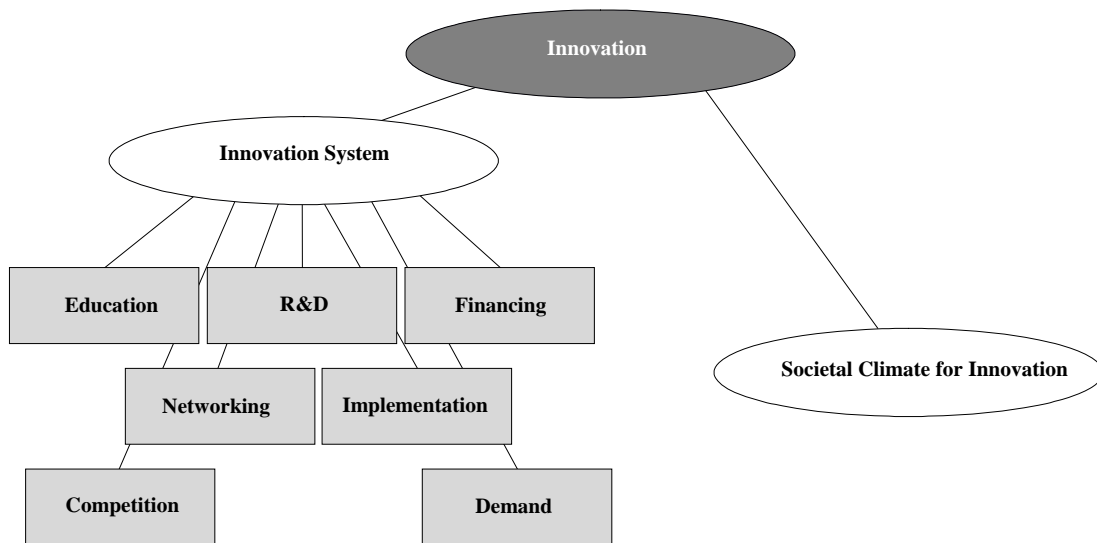 Innovation
Innovation System
Education
R&D
Financing
Societal Climate for Innovation
Networking
Implementation
Competition
Demand